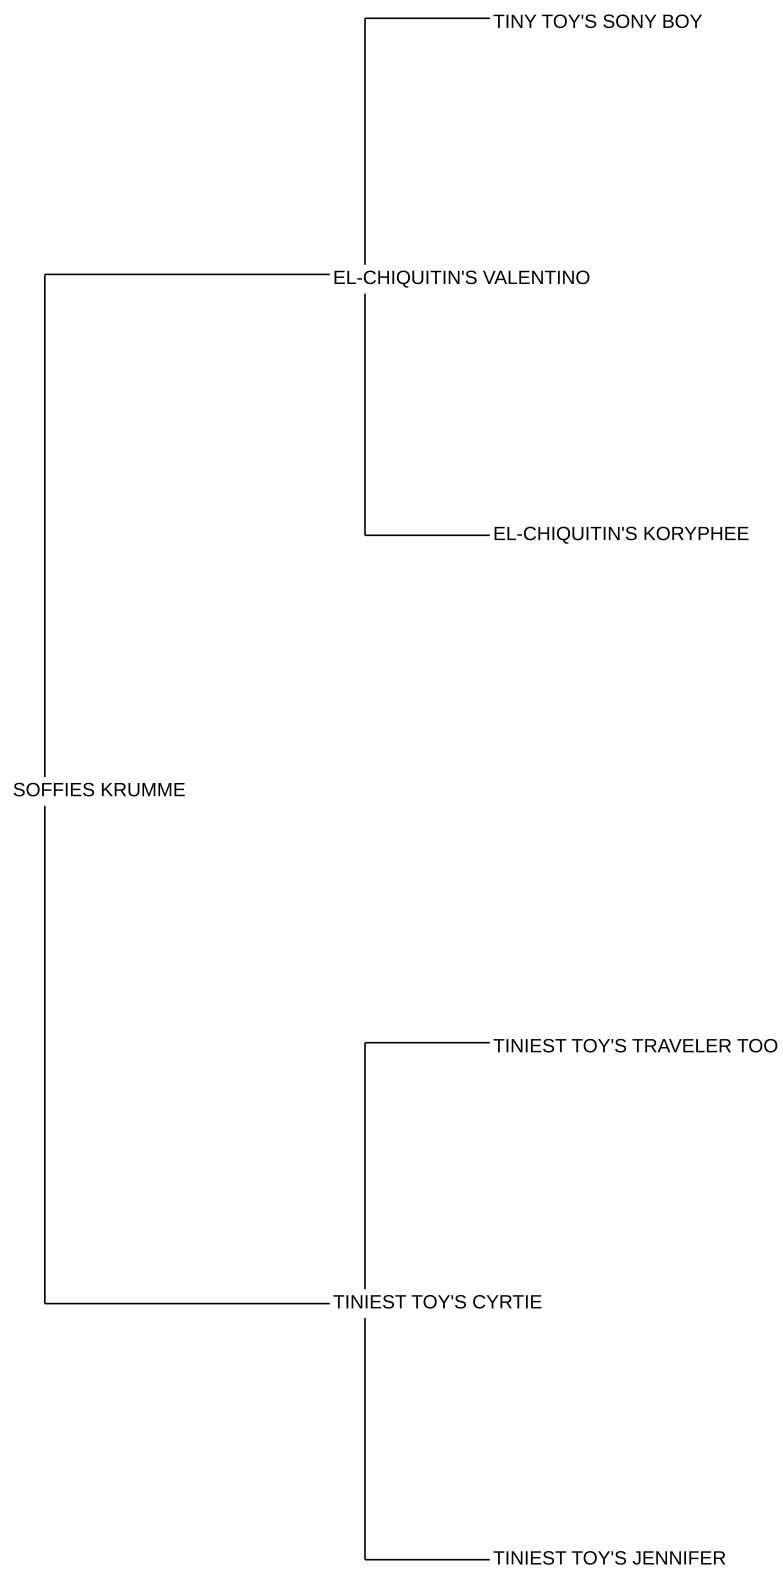 TINY TOY'S SONY BOY
EL-CHIQUITIN'S VALENTINO
EL-CHIQUITIN'S KORYPHEE
SOFFIES KRUMME
TINIEST TOY'S TRAVELER TOO
TINIEST TOY'S CYRTIE
TINIEST TOY'S JENNIFER